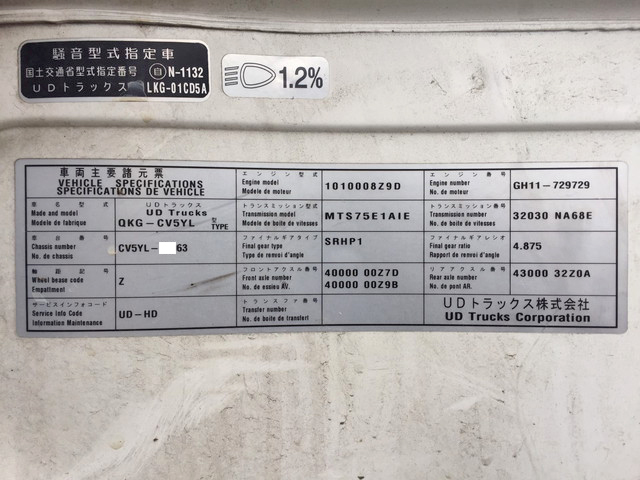 騒音型式指定車
国土交通省型式指定番号 自 N-1132
UDトラックス LKG-01CD5A
1.2%
車両主要諸元票
VEHICLE SPECIFICATIONS
SPECIFICATIONS DE VEHICLE
エンジン型式
Engine model
Modele de moteur
1010008Z9D
エンジン番号
Engine number
No. de moteur
GH11-729729
車名型式
Made and model
Modele de fabrique
UDトラックス
UD Trucks
QKG-CV5YL
型
TYPE
トランスミッション型式
Transmission model
Modele de boite de vitesses
MTS75E1AIE
トランスミッション番号
Transmission number
No. de boite de vitesses
32030 NA68E
車台番号
Chassis number
No. de chassis
CV5YL- 63
ファイナルギアタイプ
Final gear type
Type de renvoi d'angle
SRHP1
ファイナルギアレシオ
Final gear ratio
Rapport de renvoi d'angle
4.875
軸距記号
Wheel base code
Empattment
Z
フロントアクスル番号
Front axle number
No. de essieu AV.
40000 00Z7D
40000 00Z9B
リアアクスル番号
Rear axle number
No. de pont AR.
43000 32Z0A
サービスインフォコード
Service Info Code
Information Maintenance
UD-HD
トランスファ番号
Transfer number
No. de boite de transfert
UDトラックス株式会社
UD Trucks Corporation